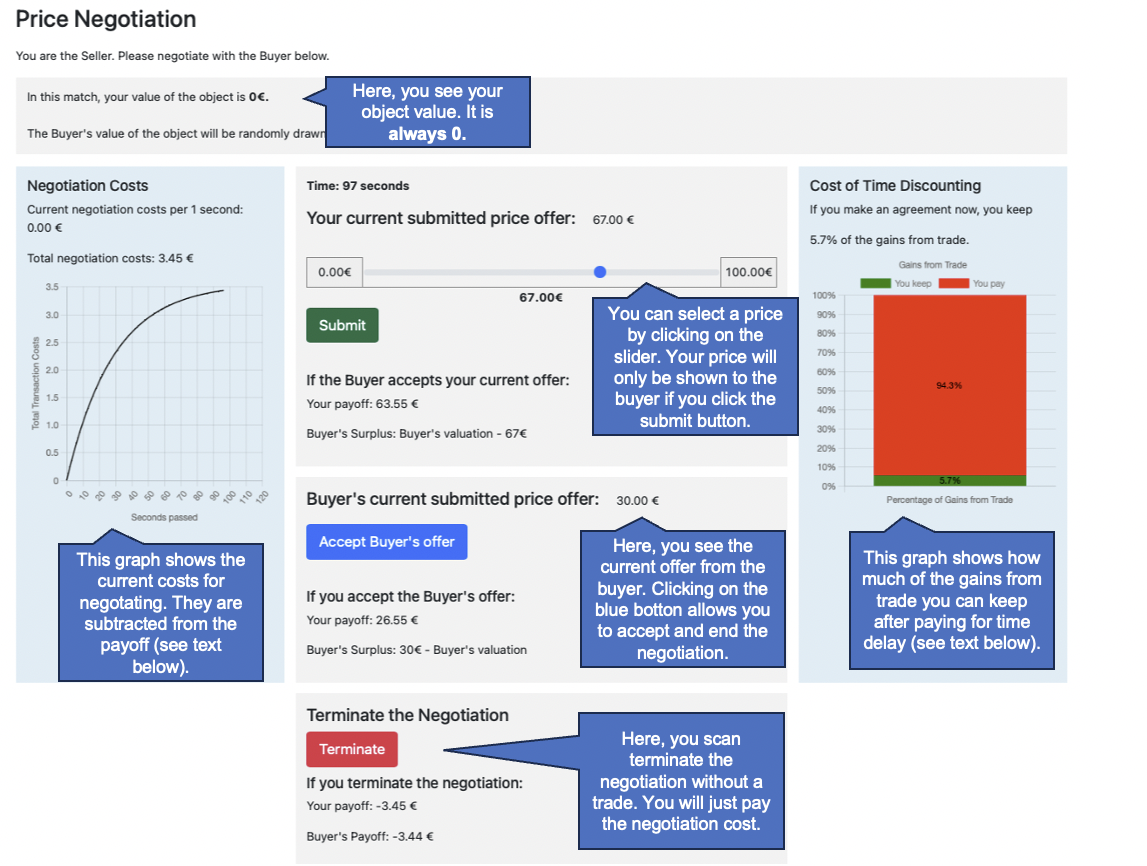 Price Negotiation
You are the Seller. Please negotiate with the Buyer below.
In this match, your value of the object is 0€.
The Buyer's value of the object will be randomly drawn
Here, you see your
object value. It is
always 0.
Negotiation Costs
Current negotiation costs per 1 second:
0.00 €
Total negotiation costs: 3.45 €
3.5
3.0
2.5
2.0
1.5
1.0
0.5
0
Total Transaction Costs
0 10 20 30 40 50 60 70 80 90 100 110 120
Seconds passed
This graph shows the
current costs for
negotating. They are
subtracted from the
payoff (see text
below).
Time: 97 seconds
Your current submitted price offer: 67.00 €
0.00€
100.00€
67.00€
Submit
You can select a price
by clicking on the
slider. Your price will
only be shown to the
buyer if you click the
submit button.
If the Buyer accepts your current offer:
Your payoff: 63.55 €
Buyer's Surplus: Buyer's valuation - 67€
Buyer's current submitted price offer: 30.00 €
Accept Buyer's offer
Here, you see the
current offer from the
buyer. Clicking on the
blue botton allows you
to accept and end the
negotiation.
If you accept the Buyer's offer:
Your payoff: 26.55 €
Buyer's Surplus: 30€ - Buyer's valuation
Terminate the Negotiation
Terminate
If you terminate the negotiation:
Your payoff: -3.45 €
Buyer's Payoff: -3.44 €
Here, you scan
terminate the
negotiation without a
trade. You will just pay
the negotiation cost.
Cost of Time Discounting
If you make an agreement now, you keep
5.7% of the gains from trade.
Gains from Trade
You keep You pay
100%
90%
80%
70%
60%
50%
40%
30%
20%
10%
0%
94.3%
5.7%
Percentage of Gains from Trade
This graph shows how
much of the gains from
trade you can keep
after paying for time
delay (see text below).